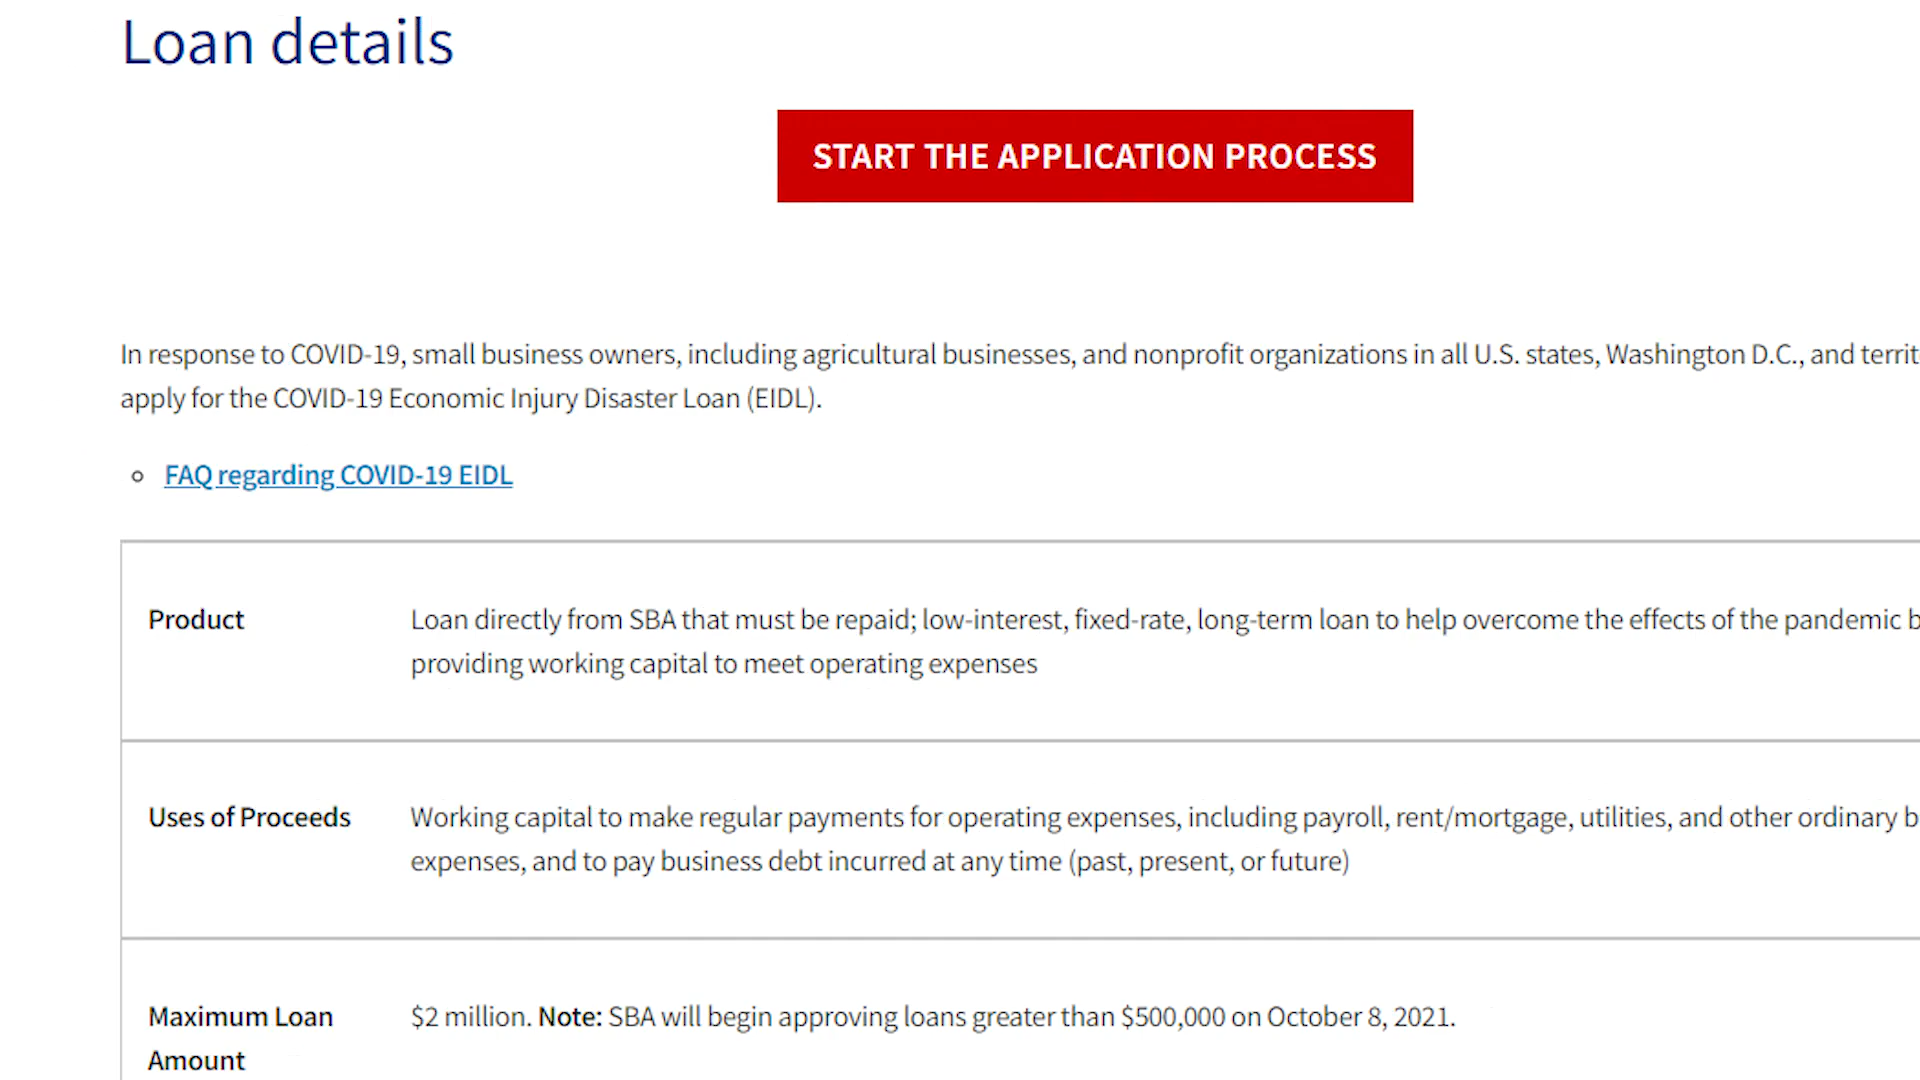 Loan details
START THE APPLICATION PROCESS
In response to COVID-19, small business owners, including agricultural businesses, and nonprofit organizations in all U.S. states, Washington D.C., and
apply for the COVID-19 Economic Injury Disaster Loan (EIDL).
FAQ regarding COVID-19 EIDL
Product
Loan directly from SBA that must be repaid; low-interest, fixed-rate, long-term loan to help overcome the effects of the pandemic
providing working capital to meet operating expenses
Uses of Proceeds
Working capital to make regular payments for operating expenses, including payroll, rent/mortgage, utilities, and other ordinary
expenses, and to pay business debt incurred at any time (past, present, or future)
Maximum Loan
Amount
$2 million. Note: SBA will begin approving loans greater than $500,000 on October 8, 2021.